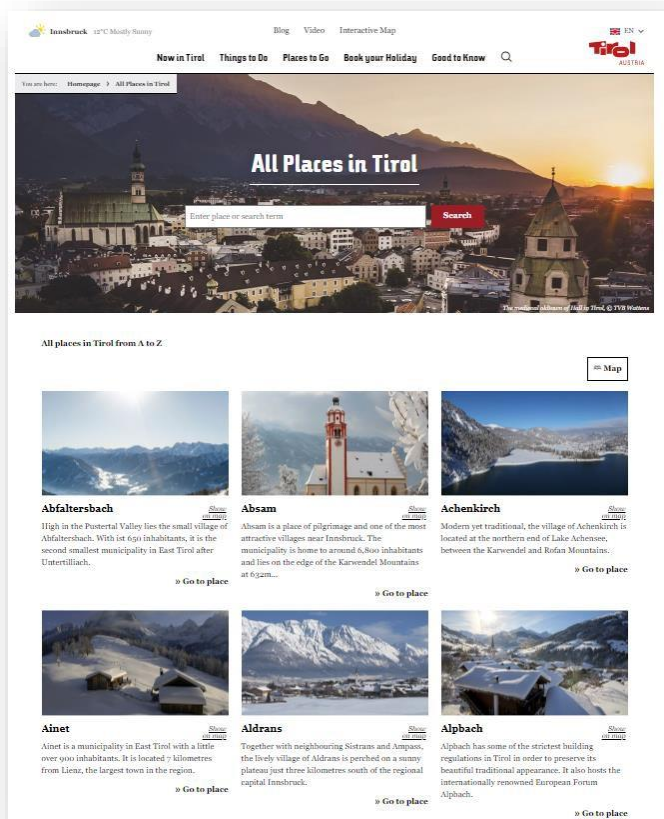 Innsbruck 12°C Mostly Sunny
Blog Video Interactive Map
EN
Now in Tirol Things to Do Places to Go Book your Holiday Good to Know
Tirol
AUSTRIA
You are here: Homepage > All Places in Tirol
All Places in Tirol
Enter place or search term
Search
The medieval oldtown of Hall in Tirol, © TVB Wattens
All places in Tirol from A to Z
Map
Abfaltersbach
Show
on map
High in the Pustertal Valley lies the small village of
Abfaltersbach. With ist 650 inhabitants, it is the
second smallest municipality in East Tirol after
Untertilliach.
» Go to place
Absam
Show
on map
Absam is a place of pilgrimage and one of the most
attractive villages near Innsbruck. The
municipality is home to around 6,800 inhabitants
and lies on the edge of the Karwendel Mountains
at 632m...
» Go to place
Achenkirch
Show
on map
Modern yet traditional, the village of Achenkirch is
located at the northern end of Lake Achensee,
between the Karwendel and Rofan Mountains.
» Go to place
Ainet
Show
on map
Ainet is a municipality in East Tirol with a little
over 900 inhabitants. It is located 7 kilometres
from Lienz, the largest town in the region.
» Go to place
Aldrans
Show
on map
Together with neighbouring Sistrans and Ampass,
the lively village of Aldrans is perched on a sunny
plateau just three kilometres south of the regional
capital Innsbruck.
» Go to place
Alpbach
Show
on map
Alpbach has some of the strictest building
regulations in Tirol in order to preserve its
beautiful traditional appearance. It also hosts the
internationally renowned European Forum
Alpbach.
» Go to place